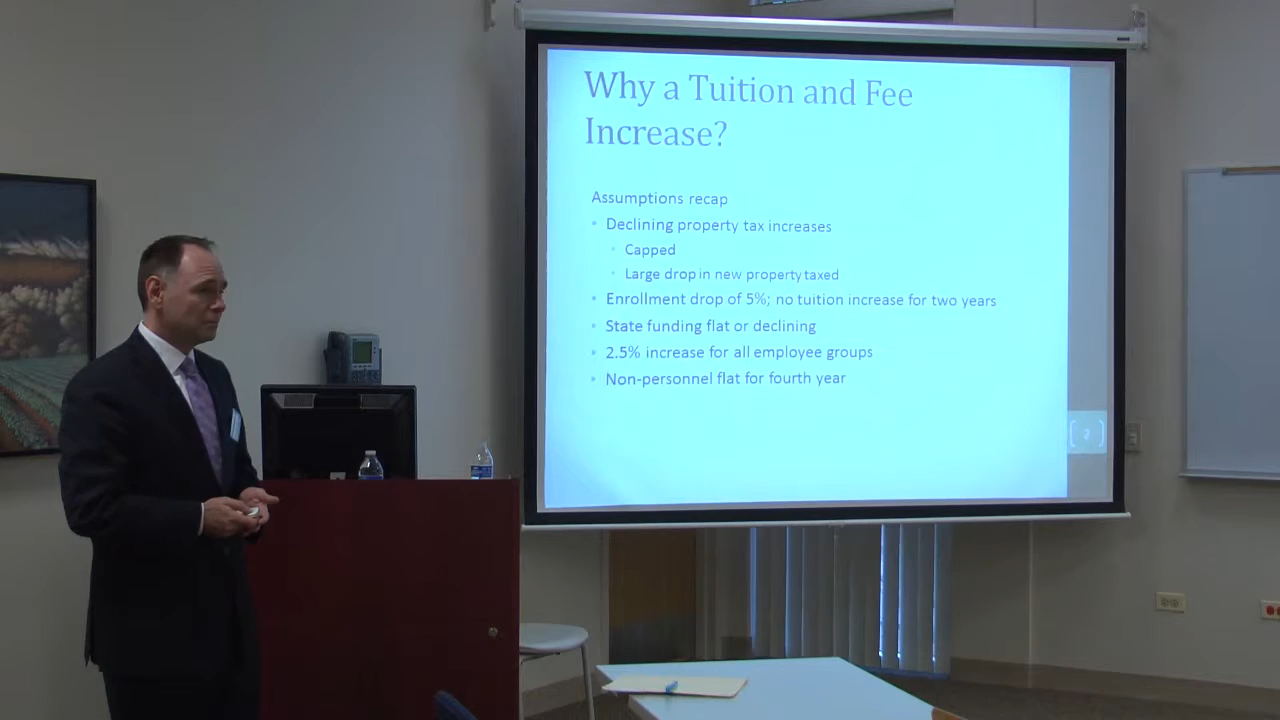 Why a Tuition and Fee
Increase?
Assumptions recap
• Declining property tax increases
• Capped
• Large drop in new property taxed
• Enrollment drop of 5%; no tuition increase for two years
• State funding flat or declining
• 2.5% increase for all employee groups
• Non-personnel flat for fourth year
2